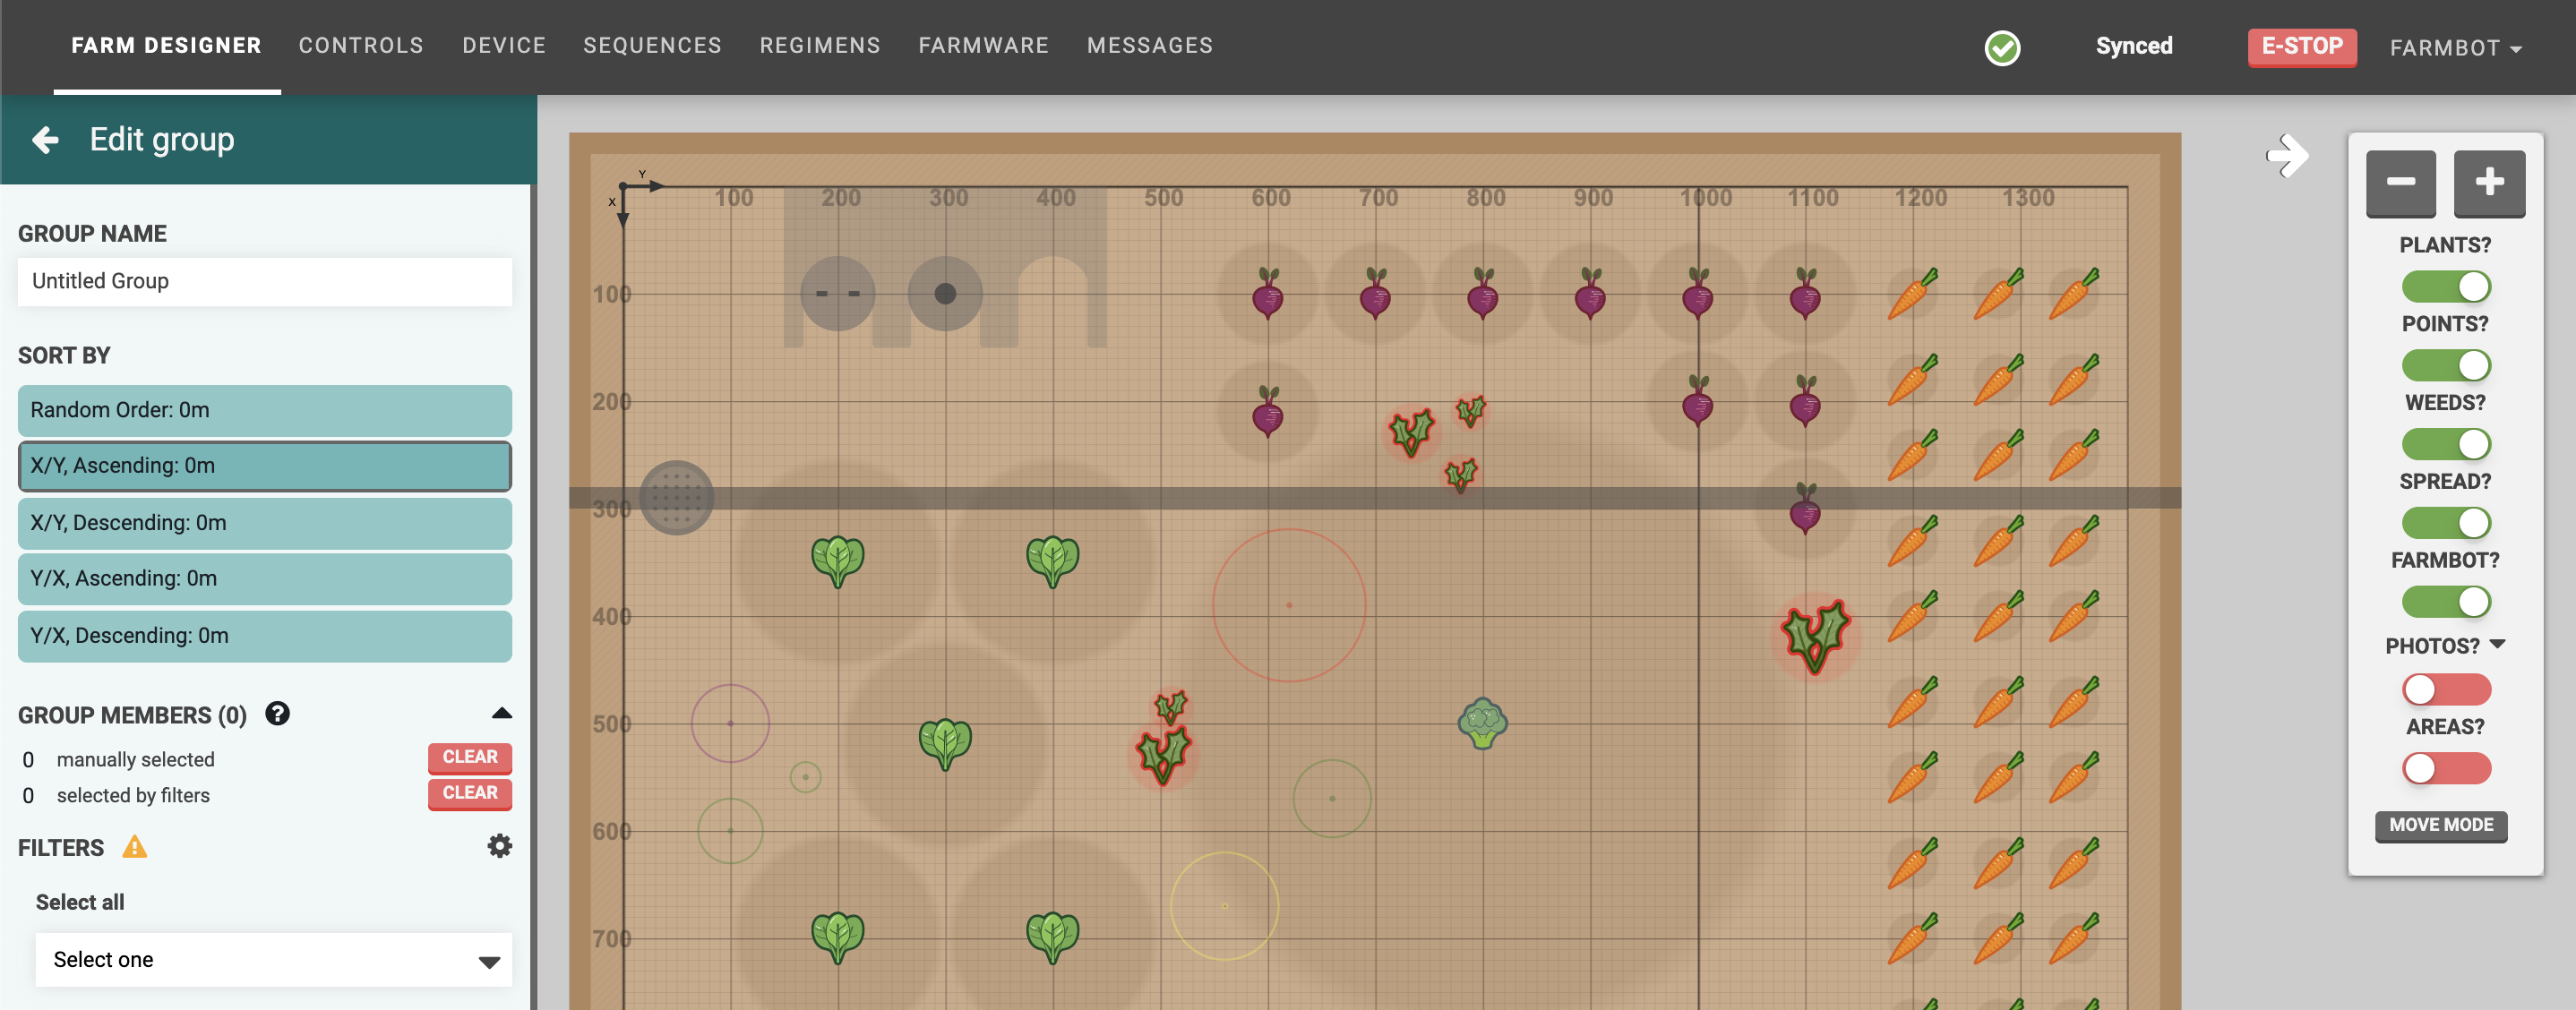 FARM DESIGNER CONTROLS DEVICE SEQUENCES REGIMENS FARMWARE MESSAGES Synced E-STOP FARMBOT
Edit group
GROUP NAME
Untitled Group
SORT BY
Random Order: 0m
X/Y, Ascending: 0m
X/Y, Descending: 0m
Y/X, Ascending: 0m
Y/X, Descending: 0m
GROUP MEMBERS (0)
0 manually selected CLEAR
0 selected by filters CLEAR
FILTERS
Select all
Select one
Y
X
100 200 300 400 500 600 700 800 900 1000 1100 1200 1300
100
200
300
400
500
600
700
PLANTS?
POINTS?
WEEDS?
SPREAD?
FARMBOT?
PHOTOS?
AREAS?
MOVE MODE